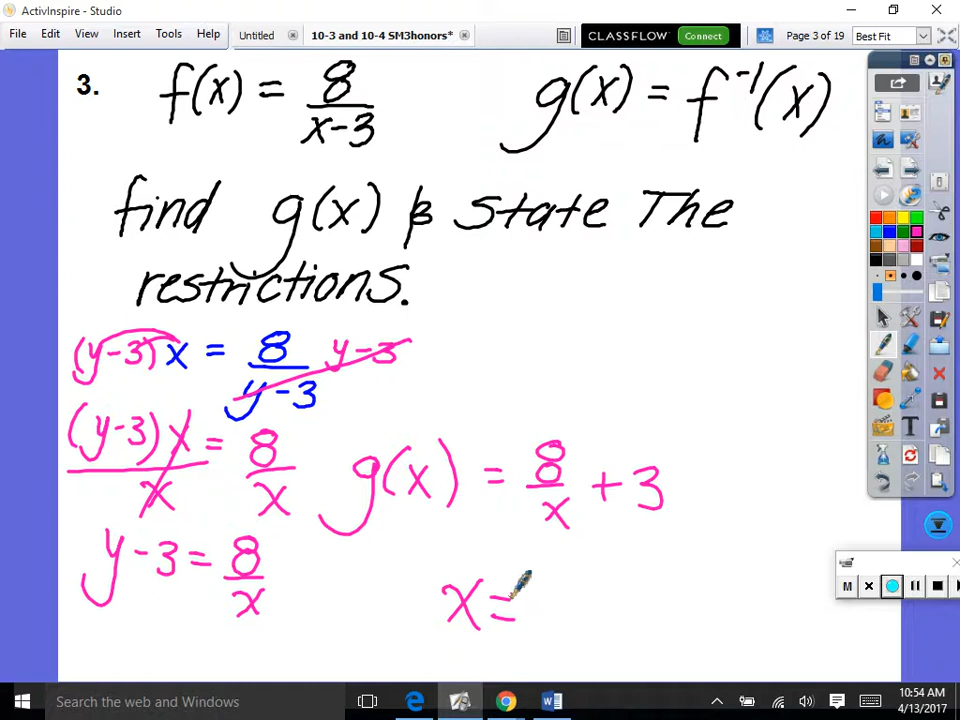 ActivInspire - Studio
File Edit View Insert Tools Help Untitled 10-3 and 10-4 SM3honors* CLASSFLOW Connect Page 3 of 19 Best Fit
3. f(x) = 8/(x-3) g(x) = f⁻¹(x)
find g(x) & state The
restrictions.
(y-3)x = 8/(y-3) y-3
(y-3)x/x = 8/x g(x) = 8/x + 3
y-3 = 8/x
x =
M
Search the web and Windows
10:54 AM
4/13/2017